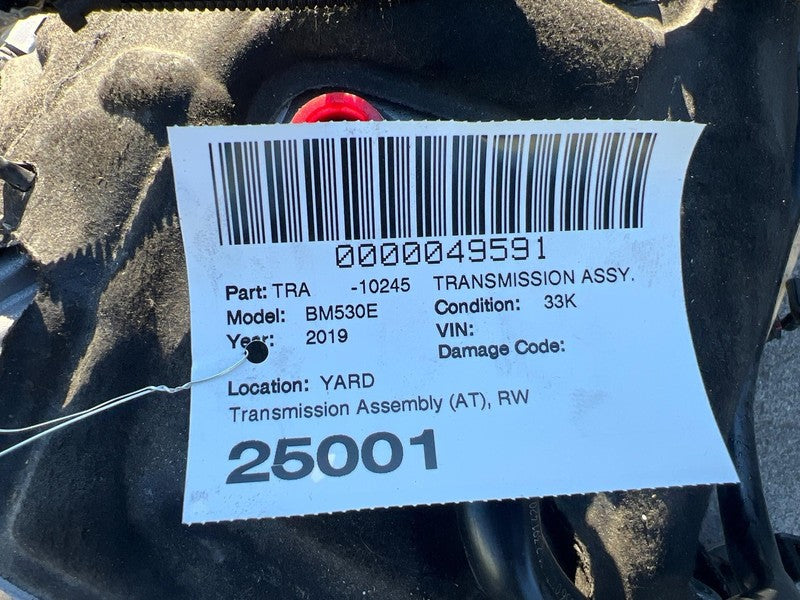 0000049591
Part: TRA -10245 TRANSMISSION ASSY.
Model: BM530E Condition: 33K
Year: 2019 VIN:
Damage Code:
Location: YARD
Transmission Assembly (AT), RW
25001